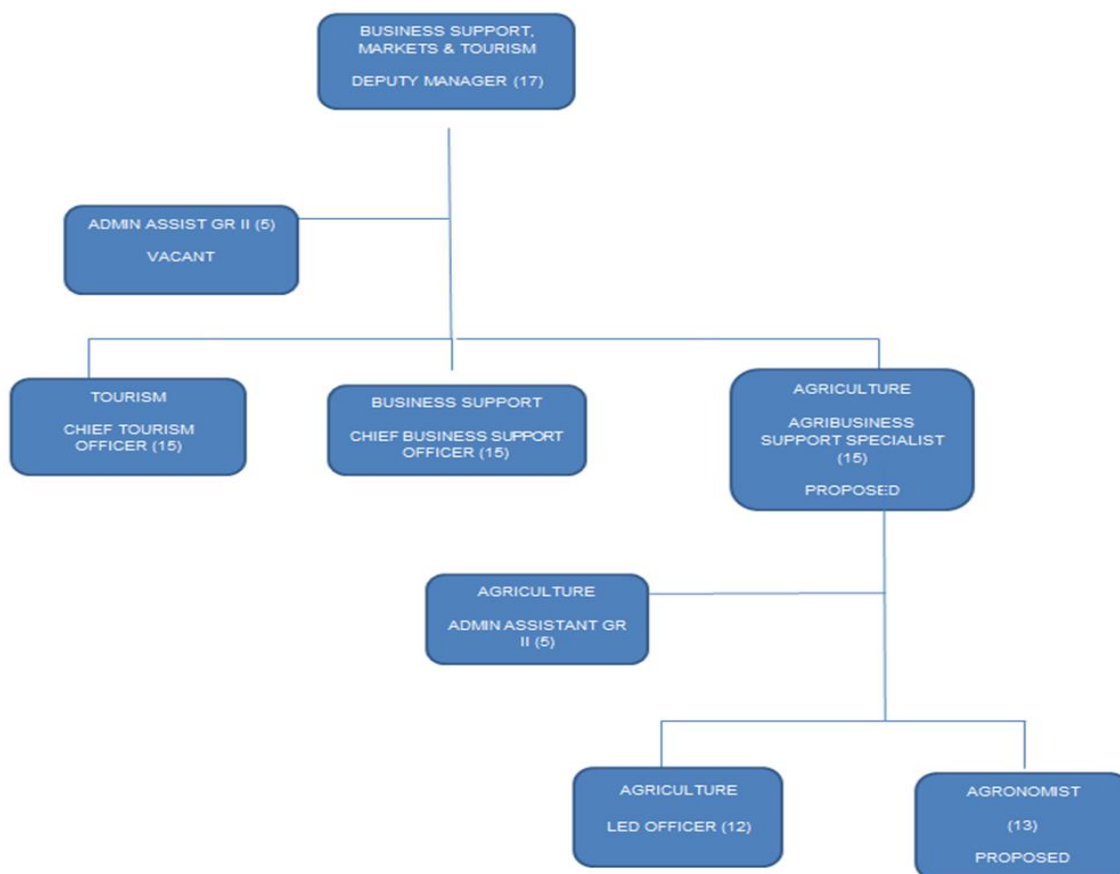 BUSINESS SUPPORT,
MARKETS & TOURISM
DEPUTY MANAGER (17)
ADMIN ASSIST GR II (5)
VACANT
TOURISM
CHIEF TOURISM
OFFICER (15)
BUSINESS SUPPORT
CHIEF BUSINESS SUPPORT
OFFICER (15)
AGRICULTURE
AGRIBUSINESS
SUPPORT SPECIALIST
(15)
PROPOSED
AGRICULTURE
ADMIN ASSISTANT GR
II (5)
AGRICULTURE
LED OFFICER (12)
AGRONOMIST
(13)
PROPOSED